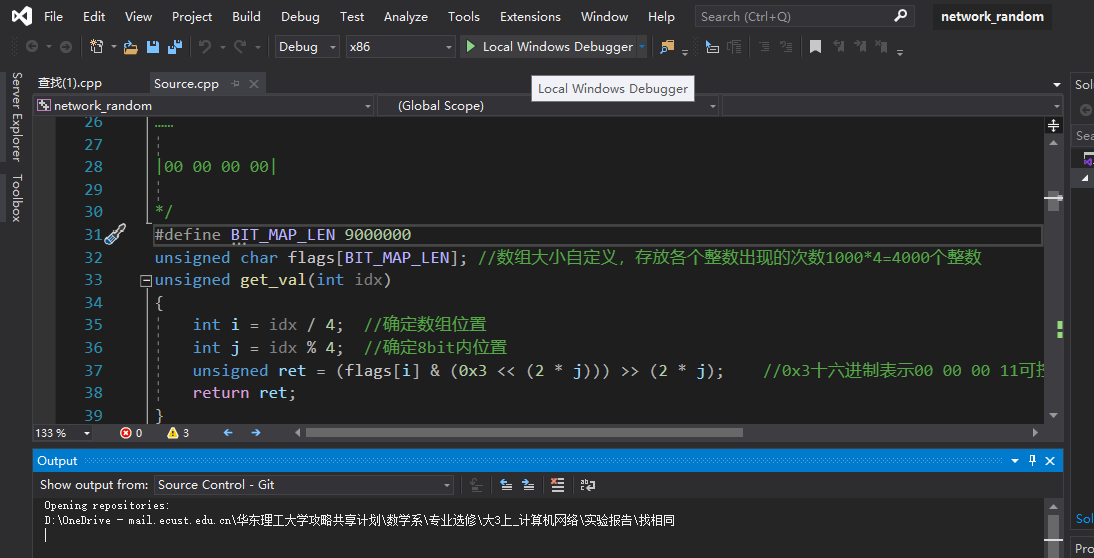 File Edit View Project Build Debug Test Analyze Tools Extensions Window Help Search (Ctrl+Q) network_random
Debug x86 Local Windows Debugger
Server Explorer
Toolbox
查找(1).cpp Source.cpp
Local Windows Debugger
network_random (Global Scope)
26 ……
27
28 |00 00 00 00|
29
30 */
31 #define BIT_MAP_LEN 9000000
32 unsigned char flags[BIT_MAP_LEN]; //数组大小自定义，存放各个整数出现的次数1000*4=4000个整数
33 unsigned get_val(int idx)
34 {
35 int i = idx / 4; //确定数组位置
36 int j = idx % 4; //确定8bit内位置
37 unsigned ret = (flags[i] & (0x3 << (2 * j))) >> (2 * j); //0x3十六进制表示00 00 00 11可
38 return ret;
39 }
133 % 0 3
Output
Show output from: Source Control - Git
Opening repositories:
D:\OneDrive - mail.ecust.edu.cn\华东理工大学攻略共享计划\数学系\专业选修\大3上_计算机网络\实验报告\找相同
Soli
Sea
Sol
Pro